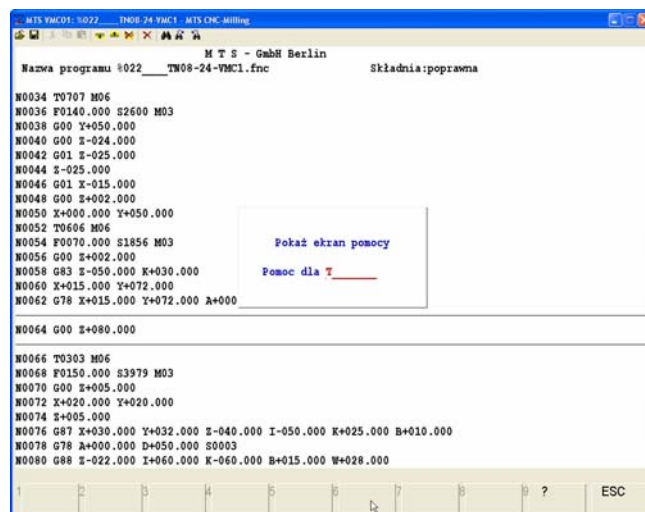 MTS VMC01: %022____TN08-24-VMC1 - MTS CNC-Milling
M T S - GmbH Berlin
Nazwa programu %022____TN08-24-VMC1.fnc Składnia:poprawna
N0034 T0707 M06
N0036 F0140.000 S2600 M03
N0038 G00 Y+050.000
N0040 G00 Z-024.000
N0042 G01 Z-025.000
N0044 Z-025.000
N0046 G01 X-015.000
N0048 G00 Z+002.000
N0050 X+000.000 Y+050.000
N0052 T0606 M06
N0054 F0070.000 S1856 M03
N0056 G00 Z+002.000
N0058 G83 Z-050.000 K+030.000
N0060 X+015.000 Y+072.000
N0062 G78 X+015.000 Y+072.000 A+000
Pokaż ekran pomocy
Pomoc dla T_______
N0064 G00 Z+080.000
N0066 T0303 M06
N0068 F0150.000 S3979 M03
N0070 G00 Z+005.000
N0072 X+020.000 Y+020.000
N0074 Z+005.000
N0076 G87 X+030.000 Y+032.000 Z-040.000 I-050.000 K+025.000 B+010.000
N0078 G78 A+000.000 D+050.000 S0003
N0080 G88 Z-022.000 I+060.000 K-060.000 B+015.000 W+028.000
1 2 3 4 5 6 7 8 9 ? ESC